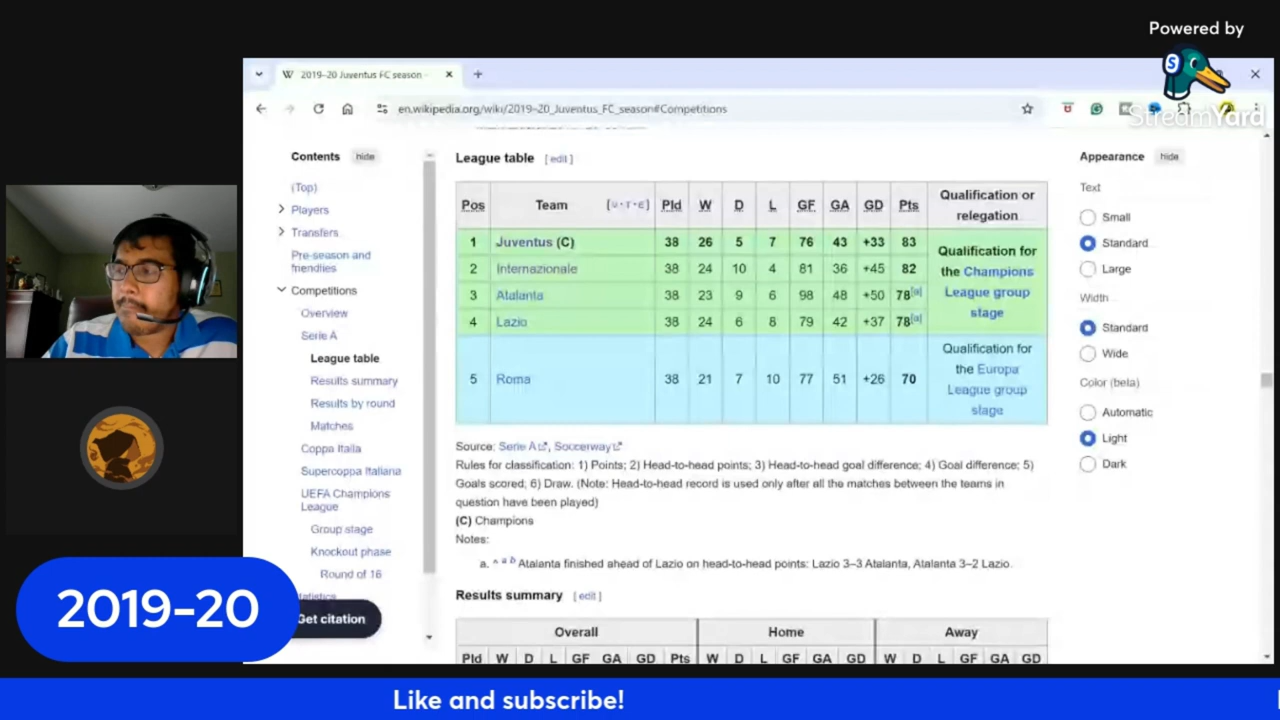 Powered by
StreamYard
2019–20 Juventus FC season -
en.wikipedia.org/wiki/2019–20_Juventus_FC_season#Competitions
Contents hide
(Top)
Players
Transfers
Pre-season and
friendlies
Competitions
Overview
Serie A
League table
Results summary
Results by round
Matches
Coppa Italia
Supercoppa Italiana
UEFA Champions
League
Group stage
Knockout phase
Round of 16
Get citation
League table [ edit ]
Pos Team [v·t·e] Pld W D L GF GA GD Pts Qualification or
relegation
1 Juventus (C) 38 26 5 7 76 43 +33 83
2 Internazionale 38 24 10 4 81 36 +45 82
3 Atalanta 38 23 9 6 98 48 +50 78[a]
4 Lazio 38 24 6 8 79 42 +37 78[a]
Qualification for
the Champions
League group
stage
5 Roma 38 21 7 10 77 51 +26 70
Qualification for
the Europa
League group
stage
Source: Serie A, Soccerway
Rules for classification: 1) Points; 2) Head-to-head points; 3) Head-to-head goal difference; 4) Goal difference; 5)
Goals scored; 6) Draw. (Note: Head-to-head record is used only after all the matches between the teams in
question have been played)
(C) Champions
Notes:
a. ^ a b Atalanta finished ahead of Lazio on head-to-head points: Lazio 3–3 Atalanta, Atalanta 3–2 Lazio.
Results summary [ edit ]
Overall Home Away
Pld W D L GF GA GD Pts W D L GF GA GD W D L GF GA GD
Appearance hide
Text
Small
Standard
Large
Width
Standard
Wide
Color (beta)
Automatic
Light
Dark
2019–20
Like and subscribe!